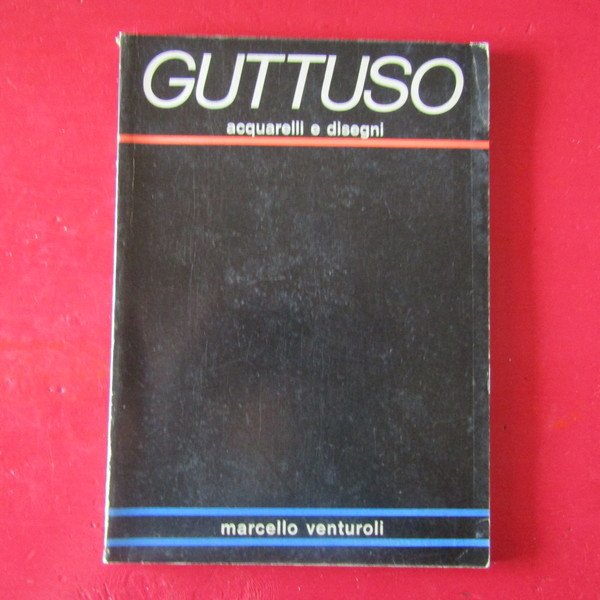 GUTTUSO
acquarelli e disegni
marcello venturoli